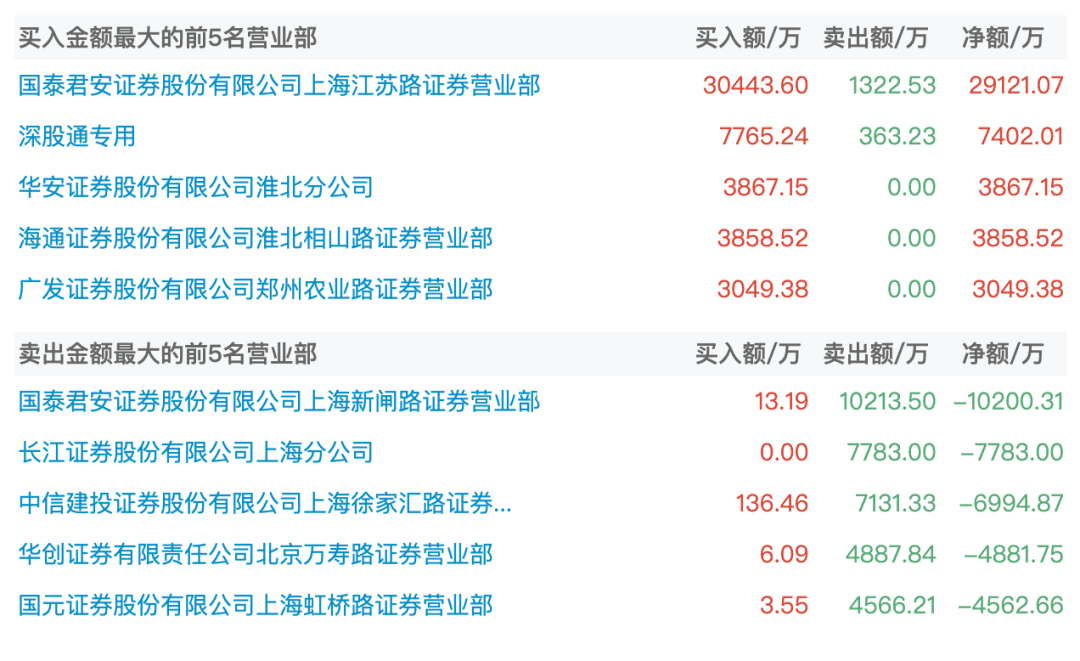 买入金额最大的前5名营业部 买入额/万 卖出额/万 净额/万
国泰君安证券股份有限公司上海江苏路证券营业部 30443.60 1322.53 29121.07
深股通专用 7765.24 363.23 7402.01
华安证券股份有限公司淮北分公司 3867.15 0.00 3867.15
海通证券股份有限公司淮北相山路证券营业部 3858.52 0.00 3858.52
广发证券股份有限公司郑州农业路证券营业部 3049.38 0.00 3049.38
卖出金额最大的前5名营业部 买入额/万 卖出额/万 净额/万
国泰君安证券股份有限公司上海新闸路证券营业部 13.19 10213.50 −10200.31
长江证券股份有限公司上海分公司 0.00 7783.00 −7783.00
中信建投证券股份有限公司上海徐家汇路证券... 136.46 7131.33 −6994.87
华创证券有限责任公司北京万寿路证券营业部 6.09 4887.84 −4881.75
国元证券股份有限公司上海虹桥路证券营业部 3.55 4566.21 −4562.66